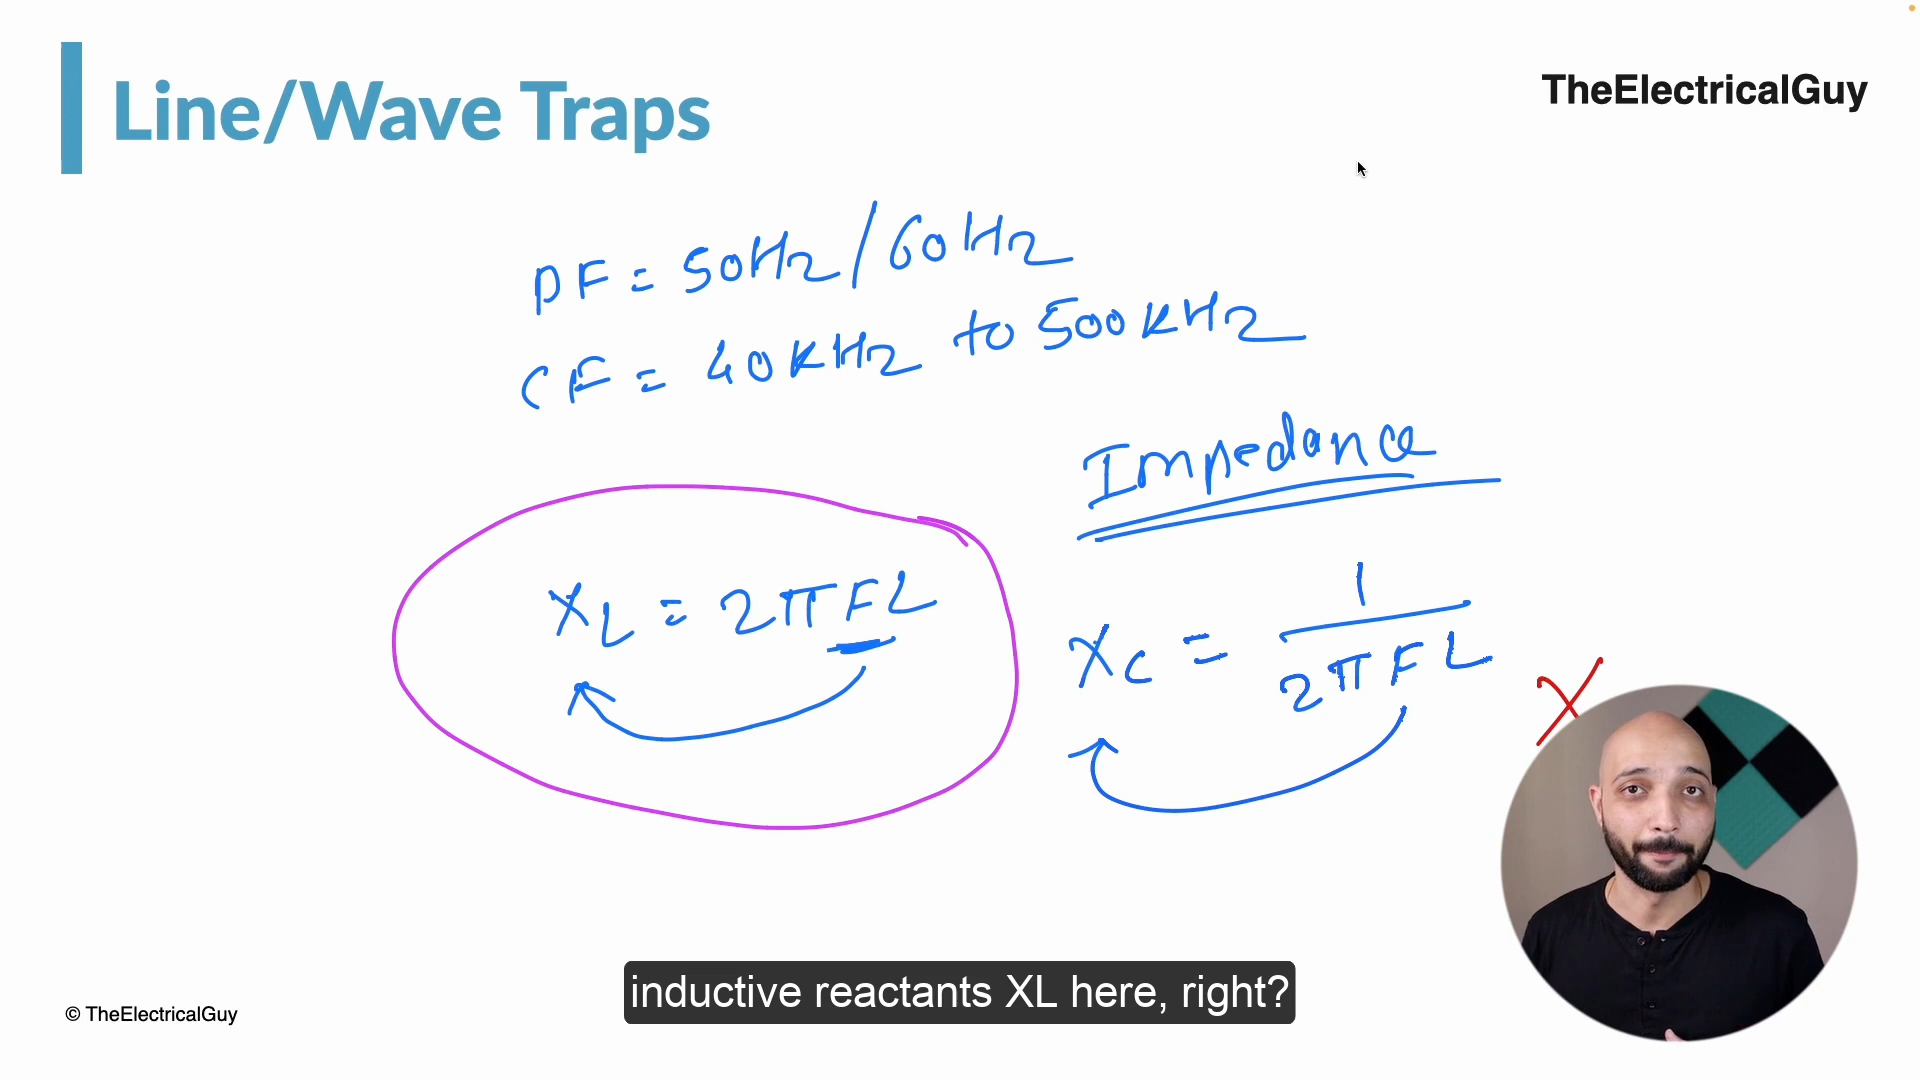 Line/Wave Traps
TheElectricalGuy
PF = 50Hz/60Hz
CF = 40KHz to 500KHz
Impedance
XL = 2πFL
XC = 1
2πFL
X
inductive reactants XL here, right?
© TheElectricalGuy